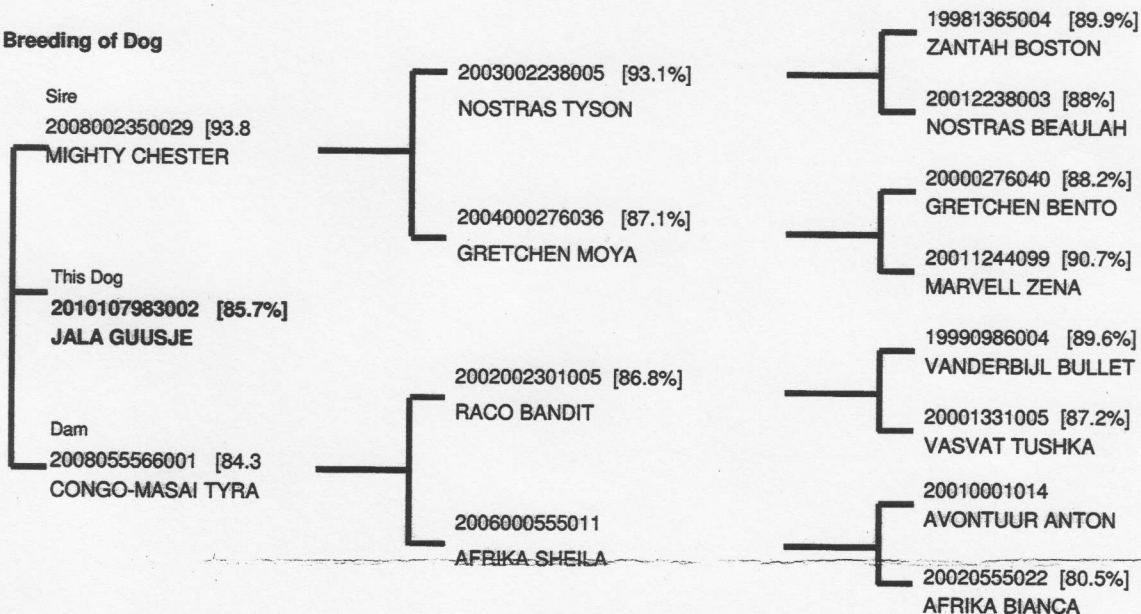 Breeding of Dog
Sire
2008002350029 [93.8
MIGHTY CHESTER
This Dog
2010107983002 [85.7%]
JALA GUUSJE
Dam
2008055566001 [84.3
CONGO-MASAI TYRA
2003002238005 [93.1%]
NOSTRAS TYSON
2004000276036 [87.1%]
GRETCHEN MOYA
2002002301005 [86.8%]
RACO BANDIT
2006000555011
AFRIKA SHEILA
19981365004 [89.9%]
ZANTAH BOSTON
20012238003 [88%]
NOSTRAS BEAULAH
20000276040 [88.2%]
GRETCHEN BENTO
20011244099 [90.7%]
MARVELL ZENA
19990986004 [89.6%]
VANDERBIJL BULLET
20001331005 [87.2%]
VASVAT TUSHKA
20010001014
AVONTUUR ANTON
20020555022 [80.5%]
AFRIKA BIANCA